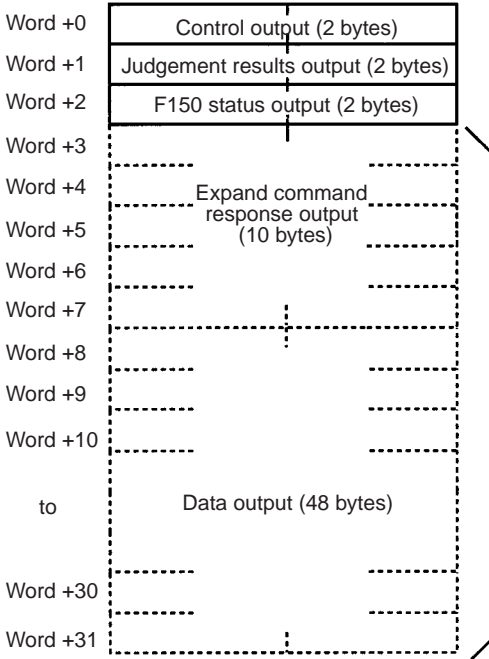 Word +0
Control output (2 bytes)
Word +1
Judgement results output (2 bytes)
Word +2
F150 status output (2 bytes)
Word +3
Word +4
Word +5
Word +6
Word +7
Expand command
response output
(10 bytes)
Word +8
Word +9
Word +10
to
Word +30
Word +31
Data output (48 bytes)